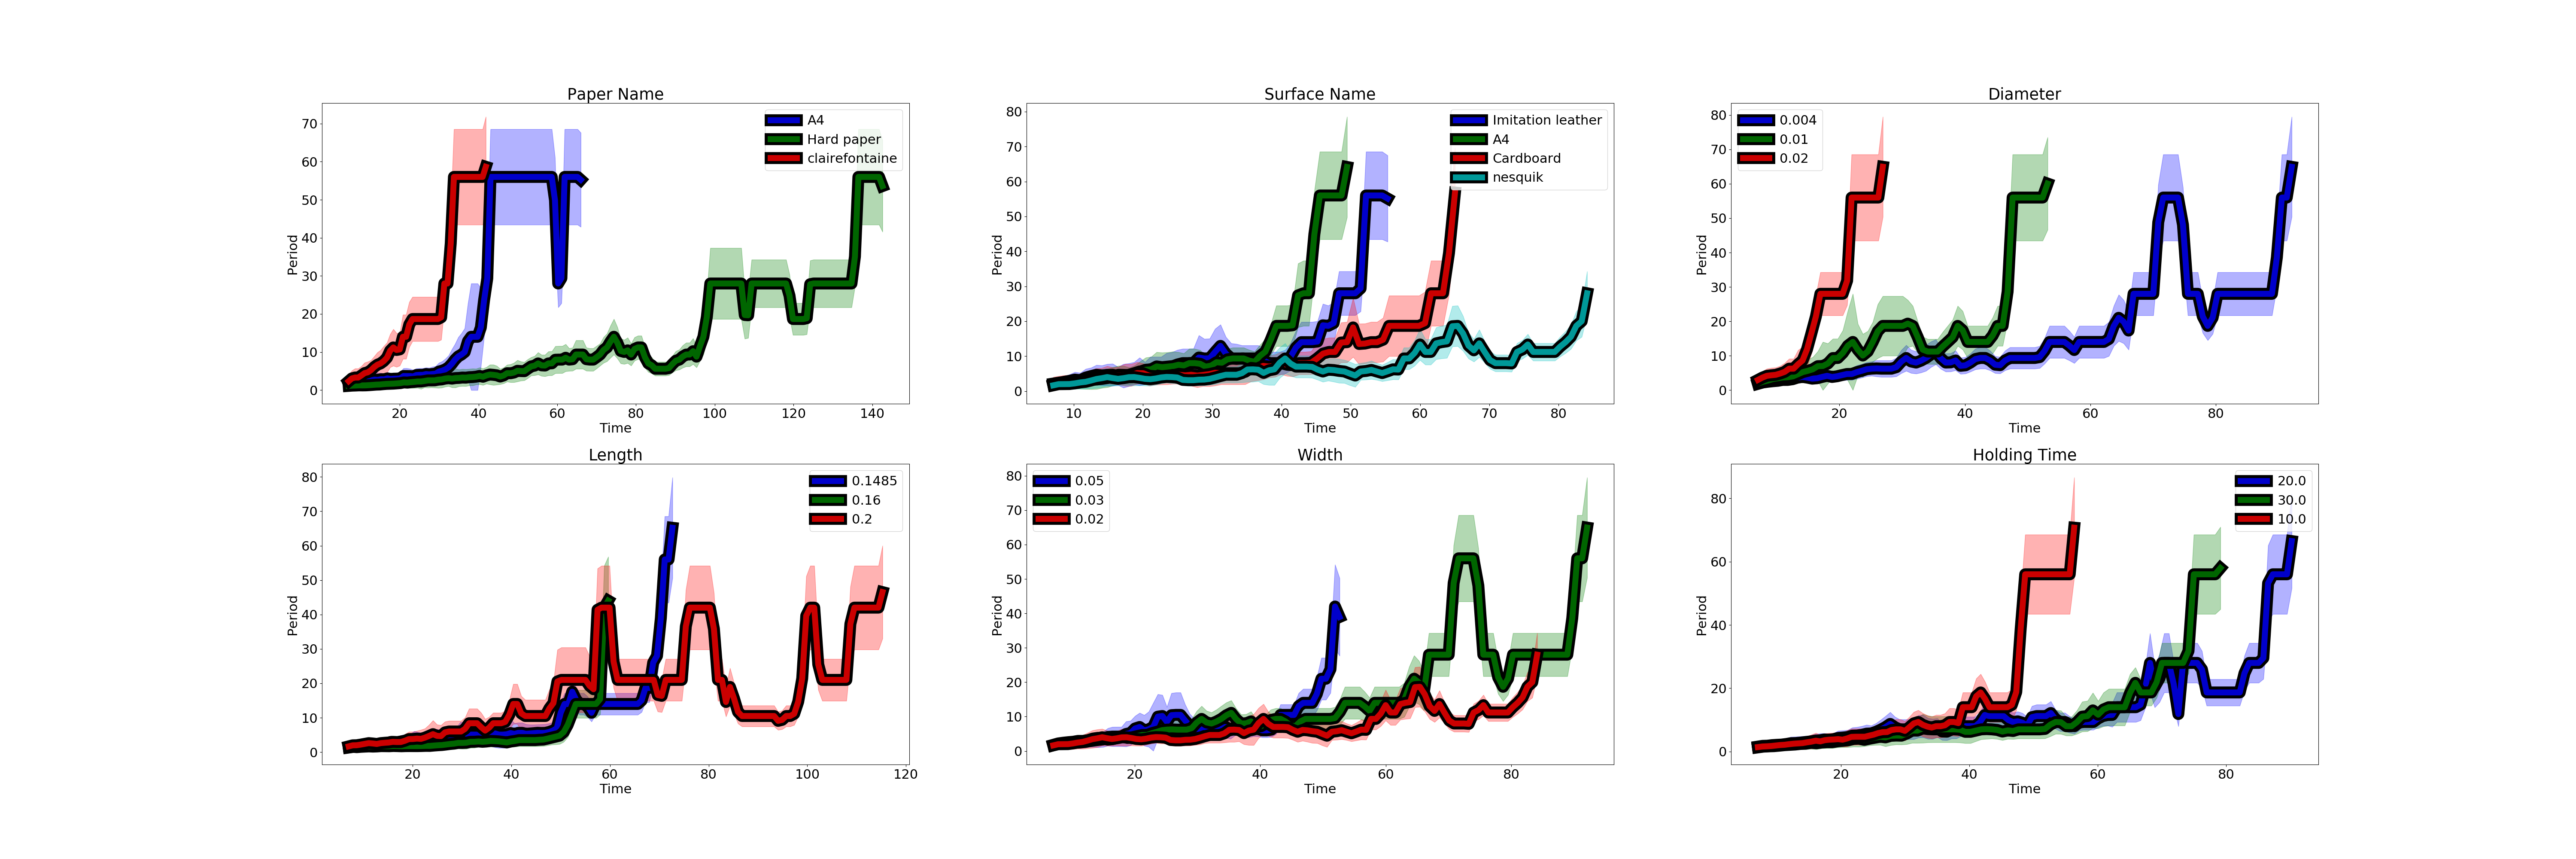 Paper Name
Period
70
60
50
40
30
20
10
0
A4
Hard paper
clairefontaine
20 40 60 80 100 120 140
Time
Surface Name
Period
80
70
60
50
40
30
20
10
0
Imitation leather
A4
Cardboard
nesquik
10 20 30 40 50 60 70 80
Time
Diameter
Period
80
70
60
50
40
30
20
10
0
0.004
0.01
0.02
20 40 60 80
Time
Length
Period
80
70
60
50
40
30
20
10
0
0.1485
0.16
0.2
20 40 60 80 100 120
Time
Width
Period
80
70
60
50
40
30
20
10
0
0.05
0.03
0.02
20 40 60 80
Time
Holding Time
Period
80
60
40
20
0
20.0
30.0
10.0
20 40 60 80
Time